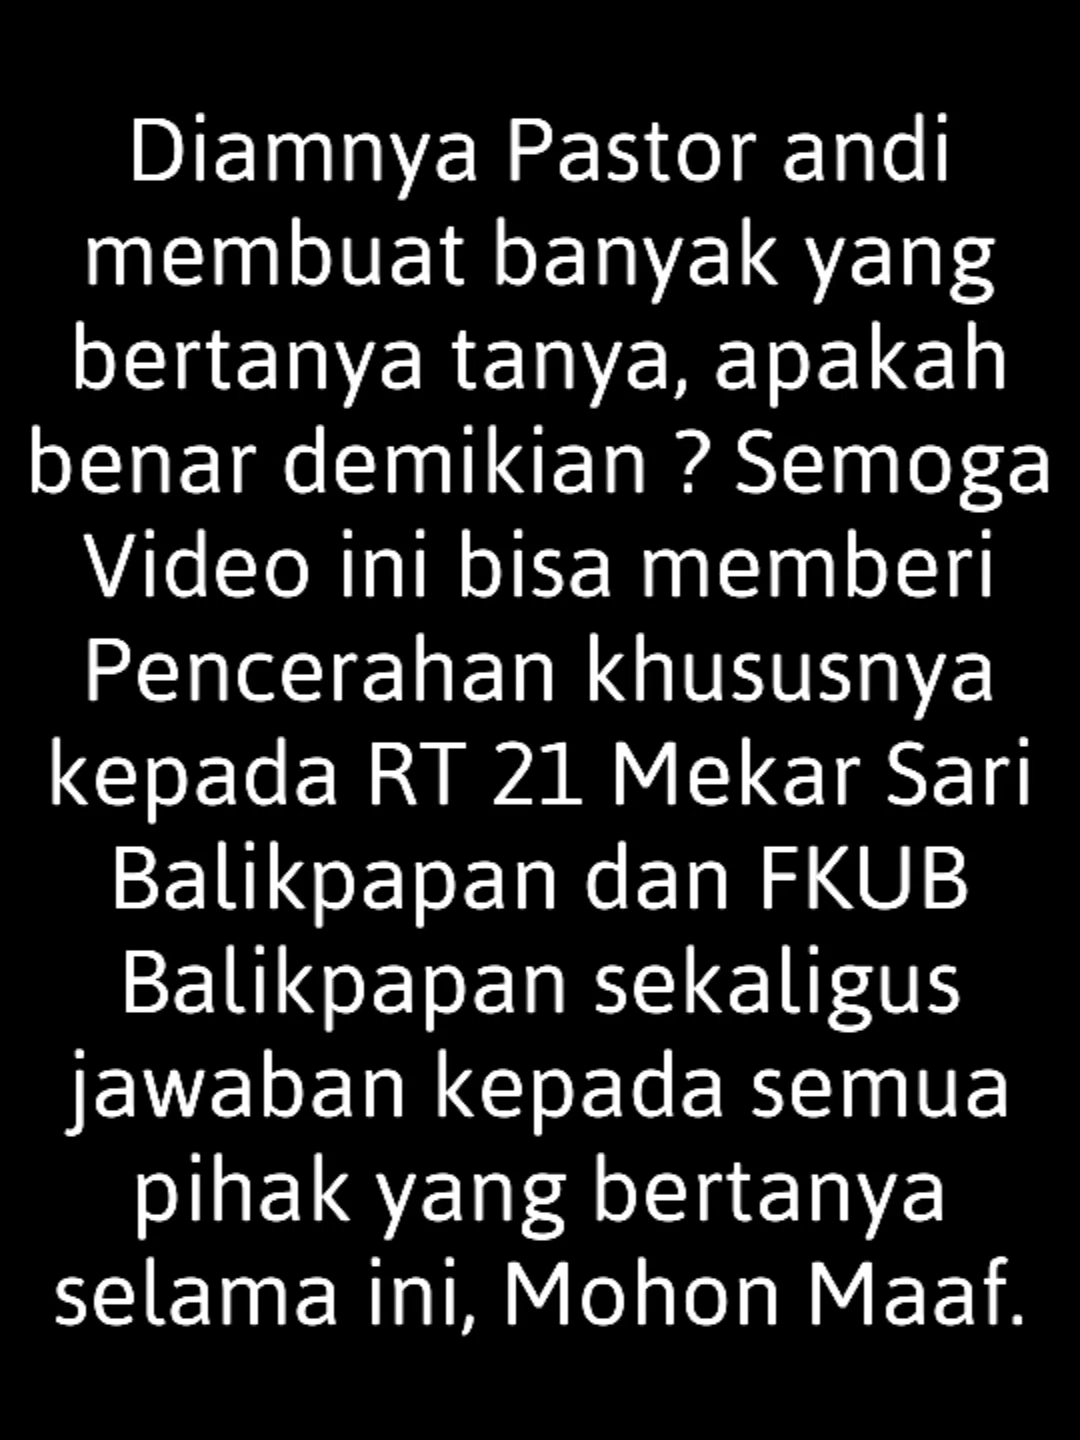 Diamnya Pastor andi
membuat banyak yang
bertanya tanya, apakah
benar demikian ? Semoga
Video ini bisa memberi
Pencerahan khususnya
kepada RT 21 Mekar Sari
Balikpapan dan FKUB
Balikpapan sekaligus
jawaban kepada semua
pihak yang bertanya
selama ini, Mohon Maaf.